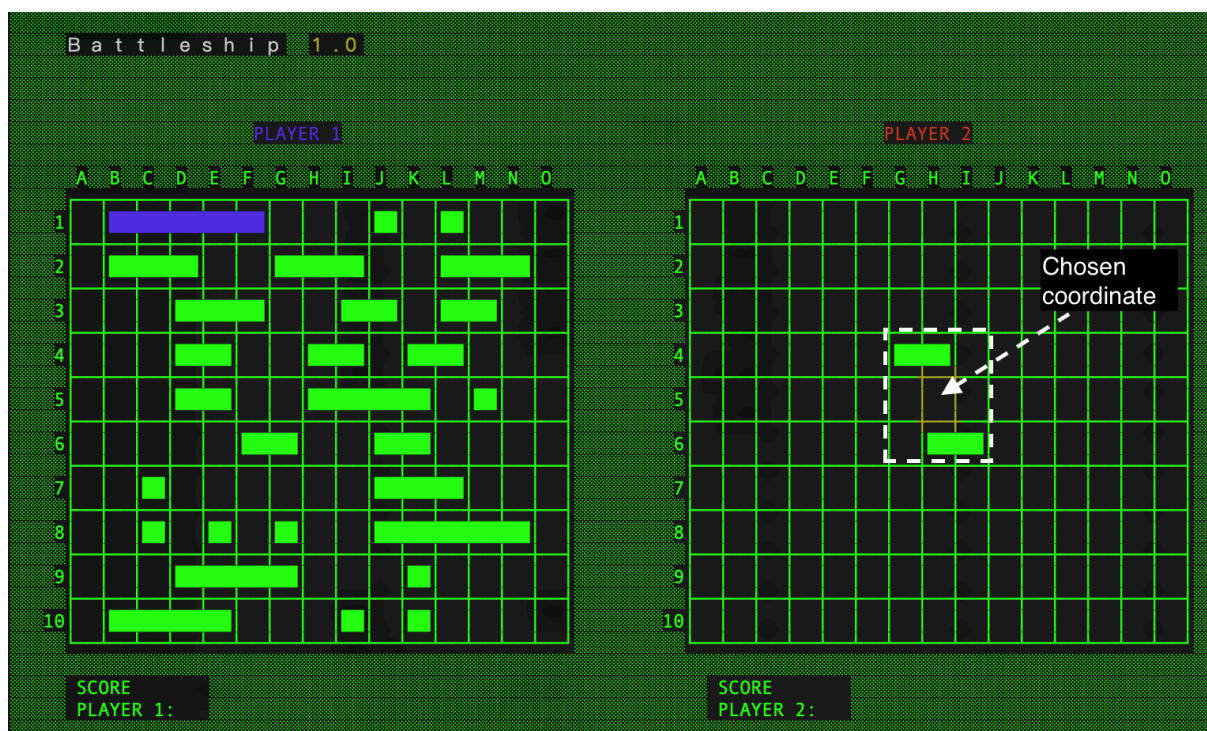 Battleship 1.0
PLAYER 1
PLAYER 2
A B C D E F G H I J K L M N O
A B C D E F G H I J K L M N O
1
2
3
4
5
6
7
8
9
10
1
2
3
4
5
6
7
8
9
10
Chosen
coordinate
SCORE
PLAYER 1:
SCORE
PLAYER 2: